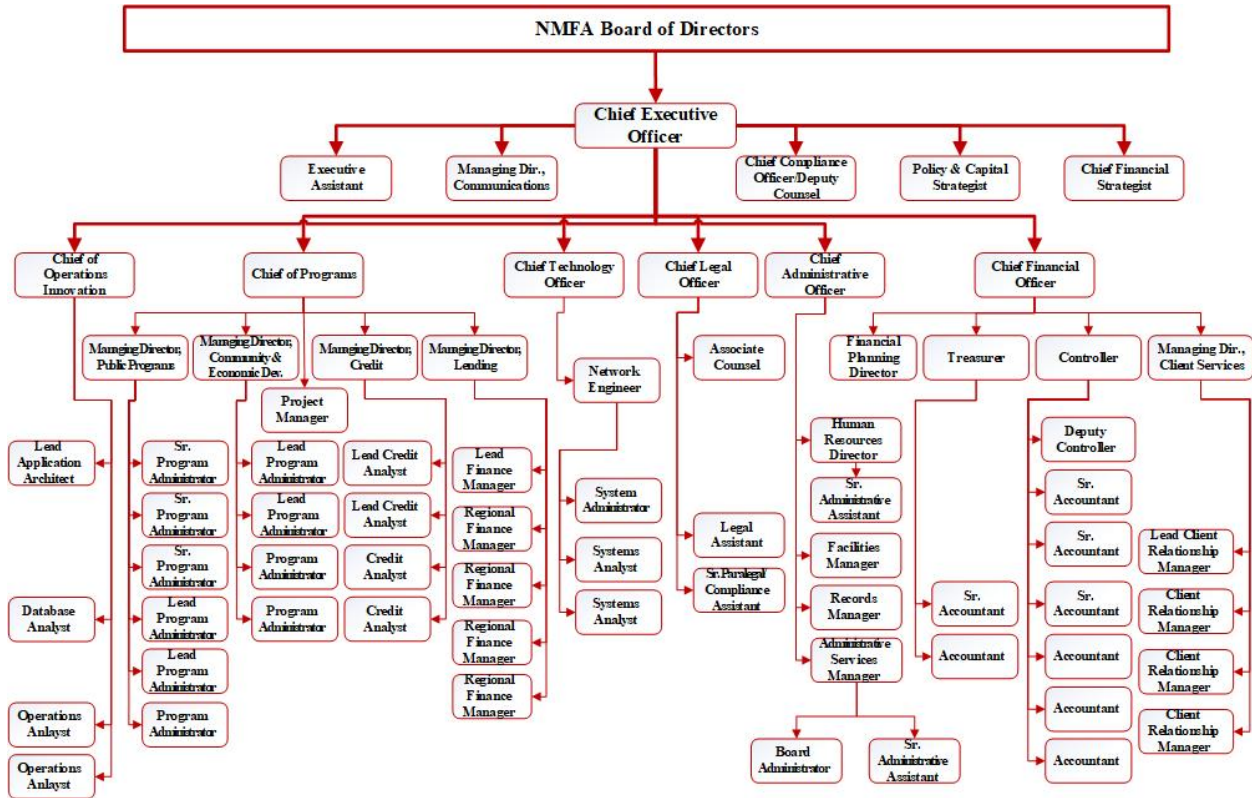 NMFA Board of Directors
Chief Executive
Officer
Executive
Assistant
Managing Dir.,
Communications
Chief Compliance
Officer/Deputy
Counsel
Policy & Capital
Strategist
Chief Financial
Strategist
Chief of
Operations
Innovation
Chief of Programs
Chief Technology
Officer
Chief Legal
Officer
Chief
Administrative
Officer
Chief Financial
Officer
Managing Director,
Public Programs
Managing Director,
Community &
Economic Dev.
Managing Director,
Credit
Managing Director,
Lending
Project
Manager
Network
Engineer
Associate
Counsel
Financial
Planning
Director
Treasurer
Controller
Managing Dir.,
Client Services
Lead
Application
Architect
Database
Analyst
Operations
Anlayst
Operations
Anlayst
Sr.
Program
Administrator
Sr.
Program
Administrator
Sr.
Program
Administrator
Lead
Program
Administrator
Lead
Program
Administrator
Program
Administrator
Lead
Program
Administrator
Lead
Program
Administrator
Program
Administrator
Program
Administrator
Lead Credit
Analyst
Lead Credit
Analyst
Credit
Analyst
Credit
Analyst
Lead
Finance
Manager
Regional
Finance
Manager
Regional
Finance
Manager
Regional
Finance
Manager
Regional
Finance
Manager
System
Administrator
Systems
Analyst
Systems
Analyst
Legal
Assistant
Sr.Paralegal/
Compliance
Assistant
Human
Resources
Director
Sr.
Administrative
Assistant
Facilities
Manager
Records
Manager
Administrative
Services
Manager
Board
Administrator
Sr.
Administrative
Assistant
Sr.
Accountant
Accountant
Deputy
Controller
Sr.
Accountant
Sr.
Accountant
Sr.
Accountant
Accountant
Accountant
Accountant
Lead Client
Relationship
Manager
Client
Relationship
Manager
Client
Relationship
Manager
Client
Relationship
Manager